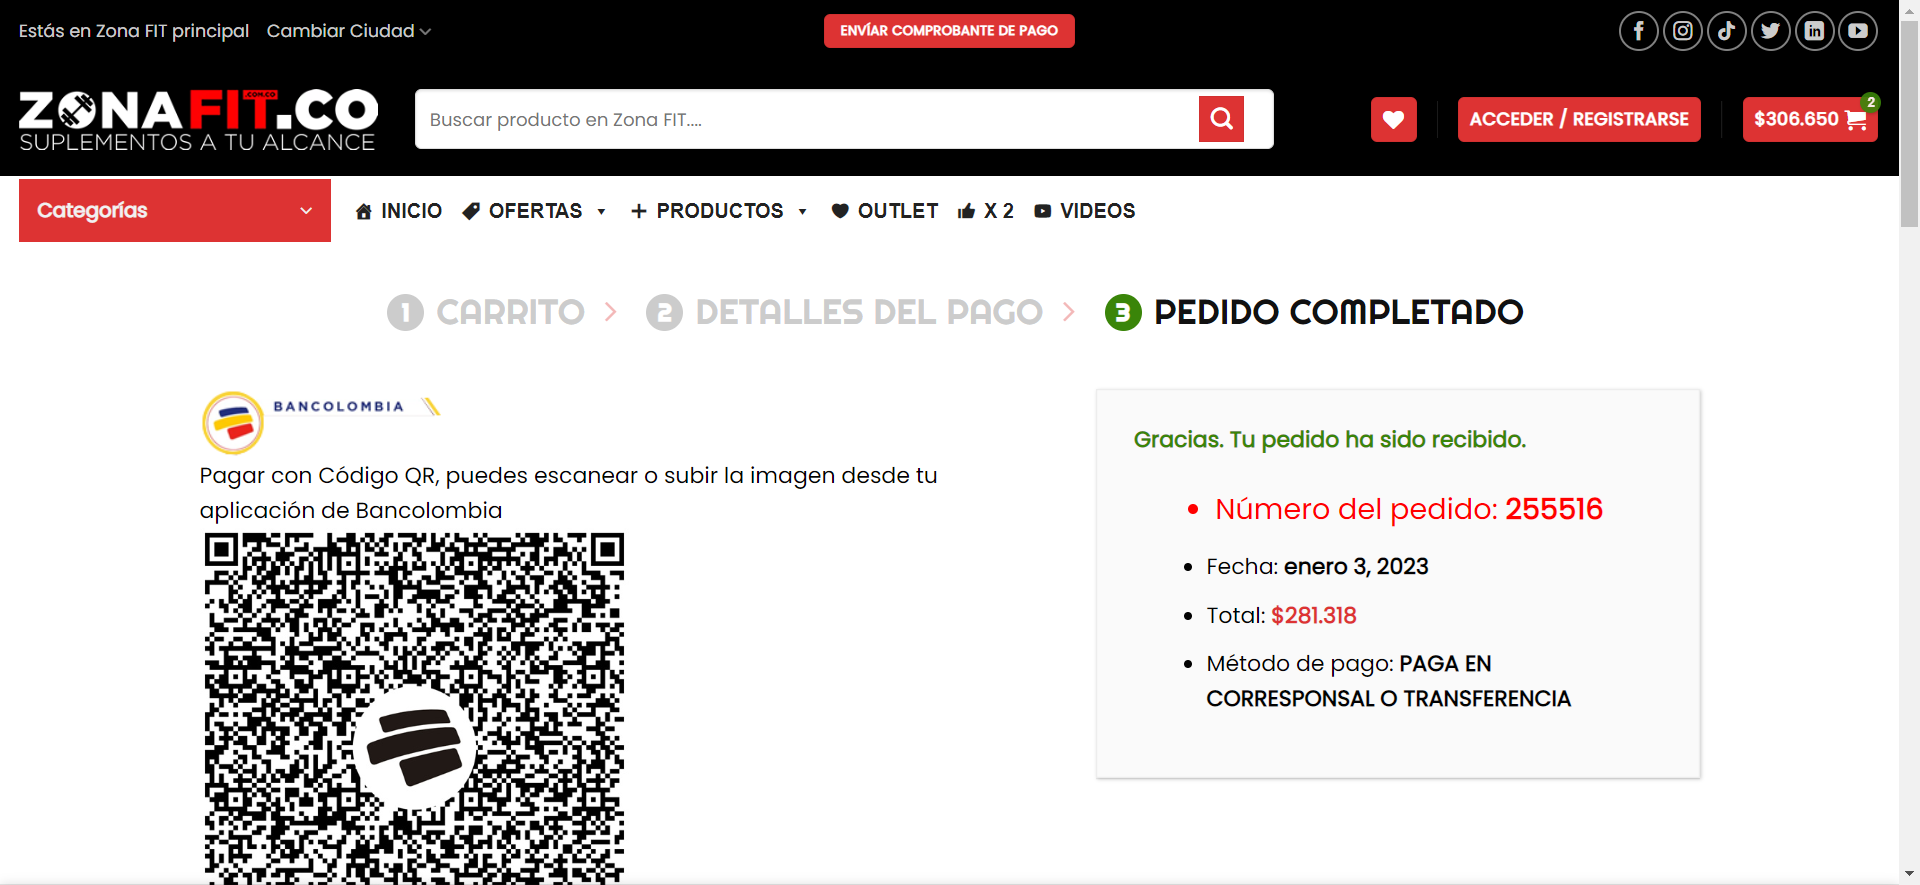 Estás en Zona FIT principal Cambiar Ciudad
ENVÍAR COMPROBANTE DE PAGO
ZONAFIT.CO
.COM.CO
SUPLEMENTOS A TU ALCANCE
Buscar producto en Zona FIT....
ACCEDER / REGISTRARSE
$306.650
2
Categorías
INICIO OFERTAS PRODUCTOS OUTLET X 2 VIDEOS
1 CARRITO 2 DETALLES DEL PAGO 3 PEDIDO COMPLETADO
BANCOLOMBIA
Pagar con Código QR, puedes escanear o subir la imagen desde tu
aplicación de Bancolombia
Gracias. Tu pedido ha sido recibido.
Número del pedido: 255516
Fecha: enero 3, 2023
Total: $281.318
Método de pago: PAGA EN
CORRESPONSAL O TRANSFERENCIA